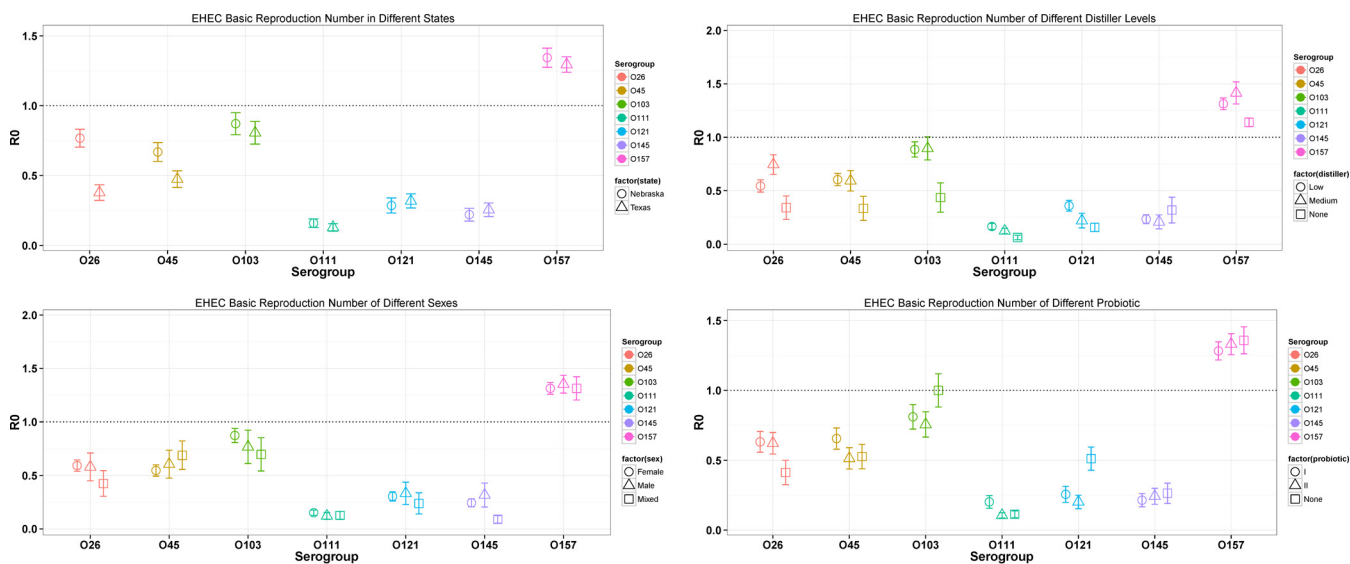 EHEC Basic Reproduction Number in Different States
1.5
1.0
0.5
0.0
R0
O26 O45 O103 O111 O121 O145 O157
Serogroup
Serogroup
O26
O45
O103
O111
O121
O145
O157
factor(state)
Nebraska
Texas
EHEC Basic Reproduction Number of Different Distiller Levels
2.0
1.5
1.0
0.5
0.0
R0
O26 O45 O103 O111 O121 O145 O157
Serogroup
Serogroup
O26
O45
O103
O111
O121
O145
O157
factor(distiller)
Low
Medium
None
EHEC Basic Reproduction Number of Different Sexes
2.0
1.5
1.0
0.5
0.0
R0
O26 O45 O103 O111 O121 O145 O157
Serogroup
Serogroup
O26
O45
O103
O111
O121
O145
O157
factor(sex)
Female
Male
Mixed
EHEC Basic Reproduction Number of Different Probiotic
1.5
1.0
0.5
0.0
R0
O26 O45 O103 O111 O121 O145 O157
Serogroup
Serogroup
O26
O45
O103
O111
O121
O145
O157
factor(probiotic)
I
II
None